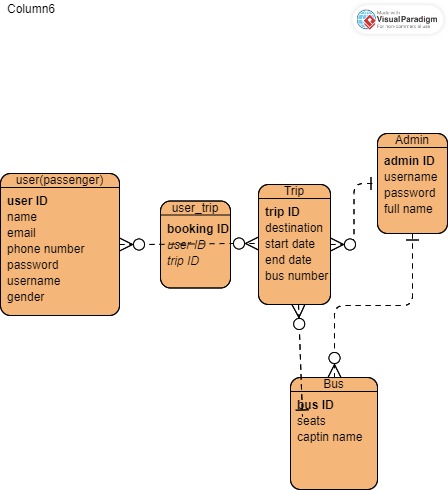 Column6
Made with
VisualParadigm
For non-commercial use
Admin
admin ID
username
password
full name
user(passenger)
user ID
name
email
phone number
password
username
gender
user_trip
booking ID
user ID
trip ID
Trip
trip ID
destination
start date
end date
bus number
Bus
bus ID
seats
captin name